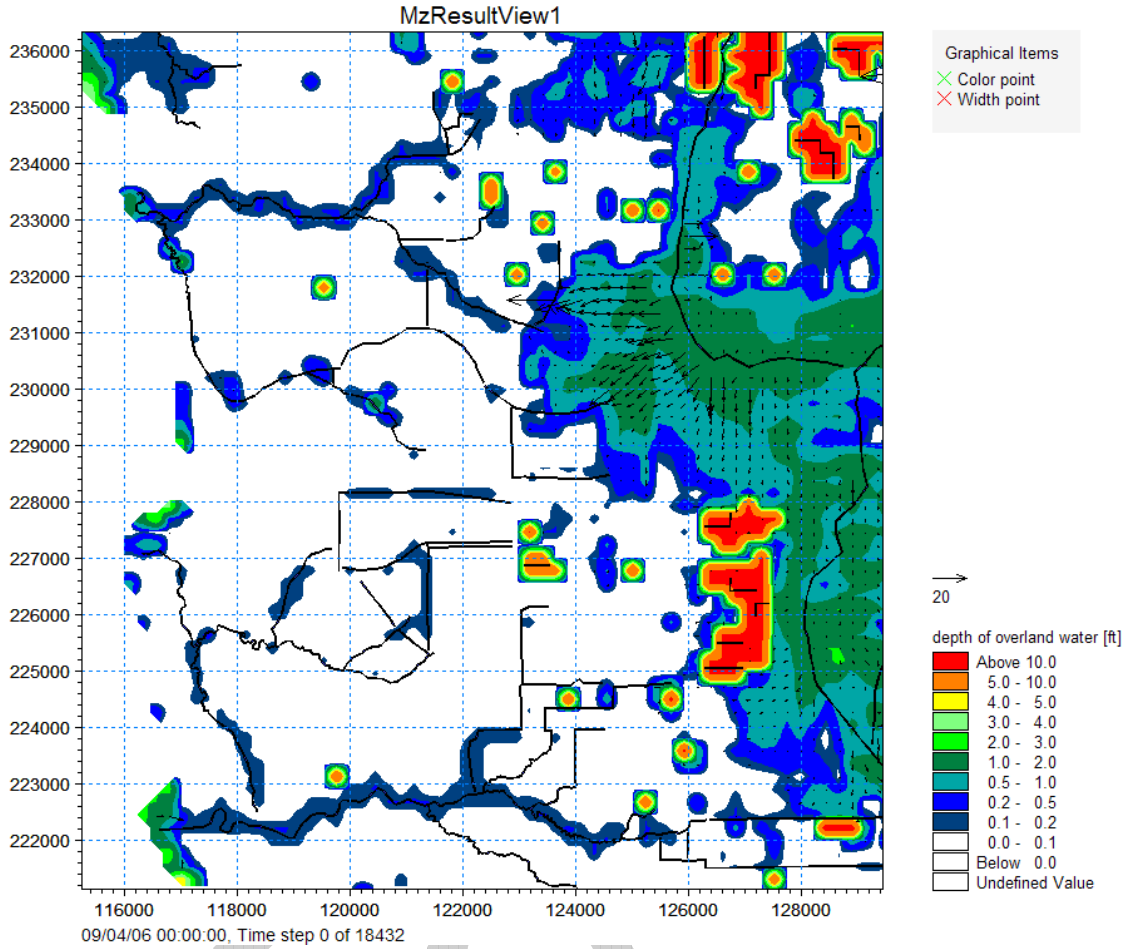 MzResultView1
236000
235000
234000
233000
232000
231000
230000
229000
228000
227000
226000
225000
224000
223000
222000
116000 118000 120000 122000 124000 126000 128000
09/04/06 00:00:00, Time step 0 of 18432
Graphical Items
Color point
Width point
20
depth of overland water [ft]
Above 10.0
5.0 - 10.0
4.0 - 5.0
3.0 - 4.0
2.0 - 3.0
1.0 - 2.0
0.5 - 1.0
0.2 - 0.5
0.1 - 0.2
0.0 - 0.1
Below 0.0
Undefined Value